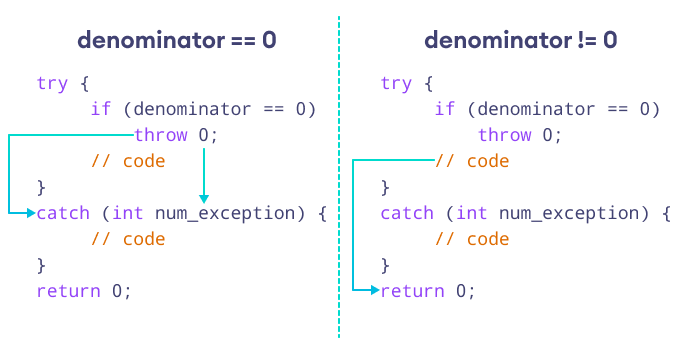 denominator == 0
try {
if (denominator == 0)
throw 0;
// code
}
catch (int num_exception) {
// code
}
return 0;
denominator != 0
try {
if (denominator == 0)
throw 0;
// code
}
catch (int num_exception) {
// code
}
return 0;